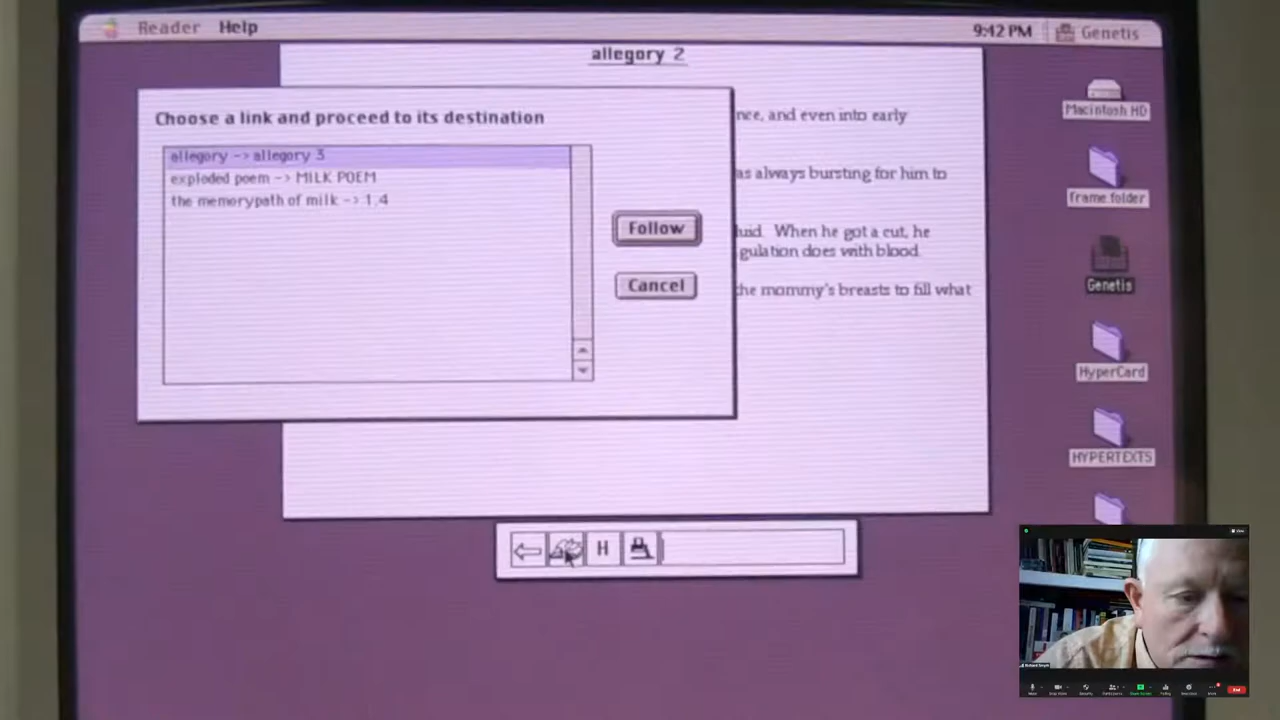 Reader Help
9:42 PM
Genetis
allegory 2
Choose a link and proceed to its destination
allegory -> allegory 3
exploded poem -> MILK POEM
the memorypath of milk -> 1.4
Follow
Cancel
nce, and even into early
as always bursting for him to
uid. When he got a cut, he
gulation does with blood.
the mommy's breasts to fill what
H
Macintosh HD
frame folder
Genetis
HyperCard
HYPERTEXTS